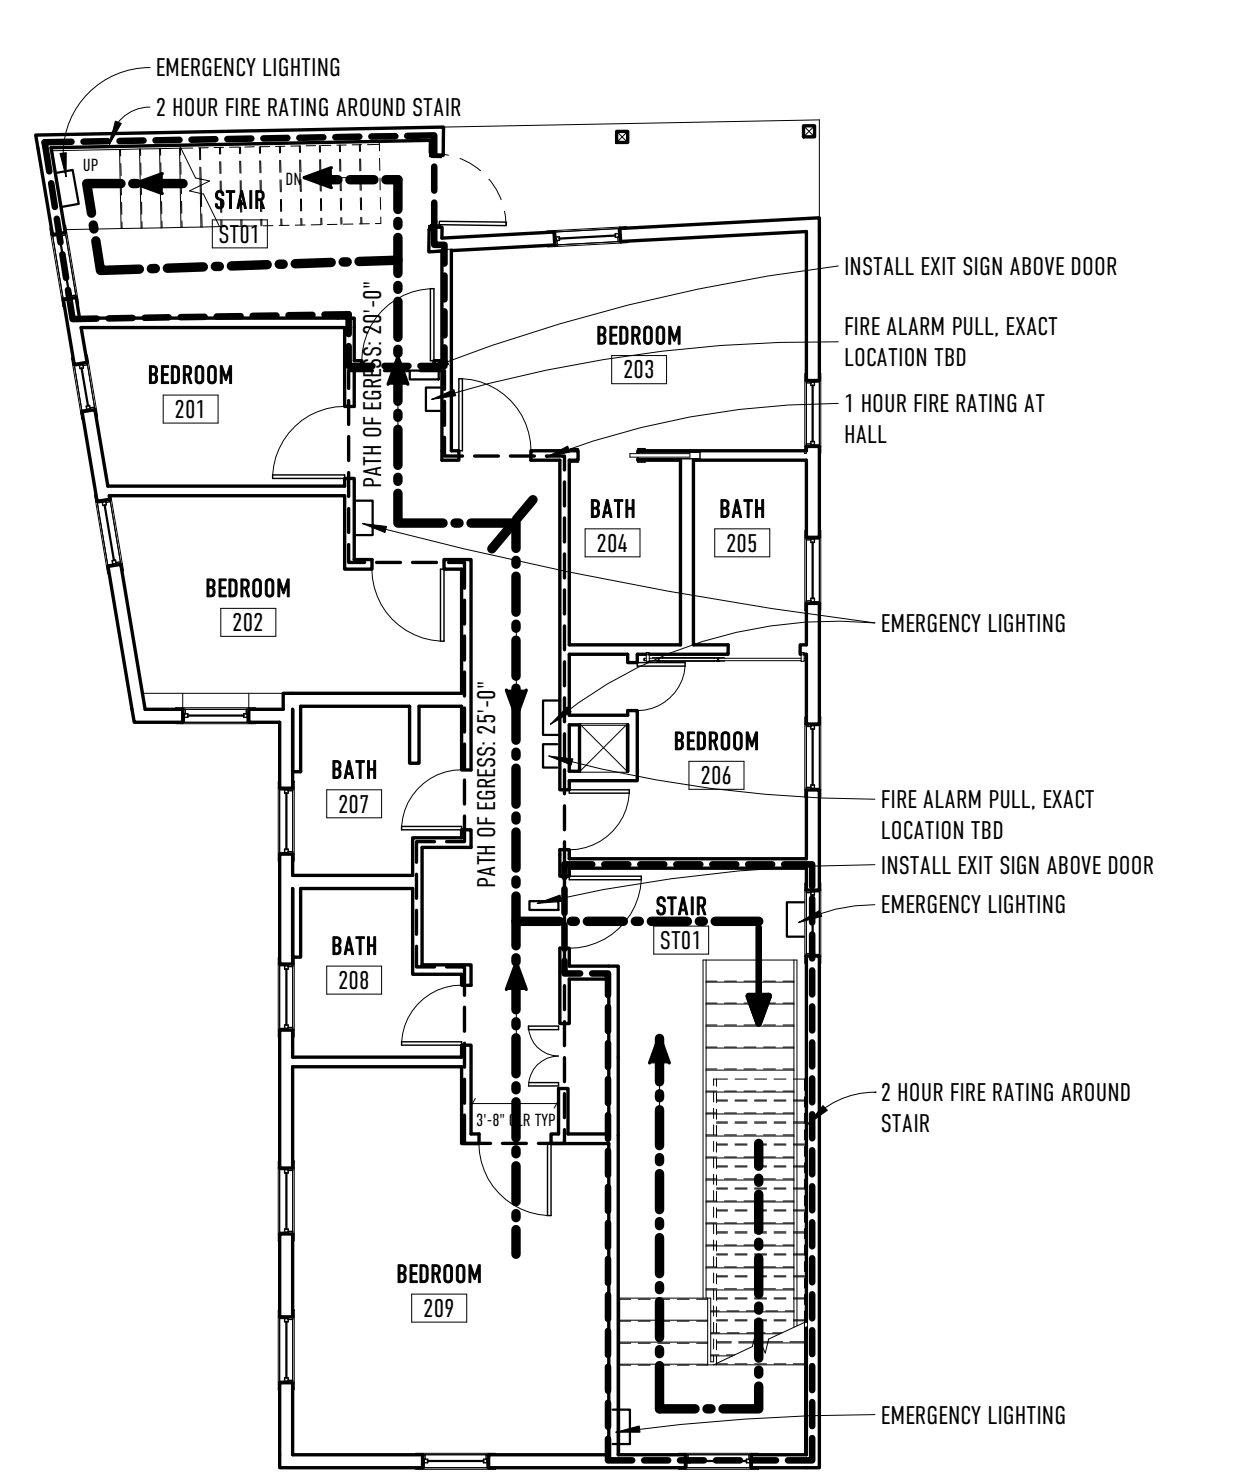 EMERGENCY LIGHTING
2 HOUR FIRE RATING AROUND STAIR
UP
DN
STAIR
ST01
INSTALL EXIT SIGN ABOVE DOOR
FIRE ALARM PULL, EXACT
LOCATION TBD
1 HOUR FIRE RATING AT
HALL
PATH OF EGRESS: 20'-0"
BEDROOM
203
BEDROOM
201
BATH
204
BATH
205
BEDROOM
202
EMERGENCY LIGHTING
PATH OF EGRESS: 25'-0"
BEDROOM
206
BATH
207
FIRE ALARM PULL, EXACT
LOCATION TBD
INSTALL EXIT SIGN ABOVE DOOR
EMERGENCY LIGHTING
STAIR
ST01
BATH
208
2 HOUR FIRE RATING AROUND
STAIR
3'-8" CLR TYP
BEDROOM
209
EMERGENCY LIGHTING